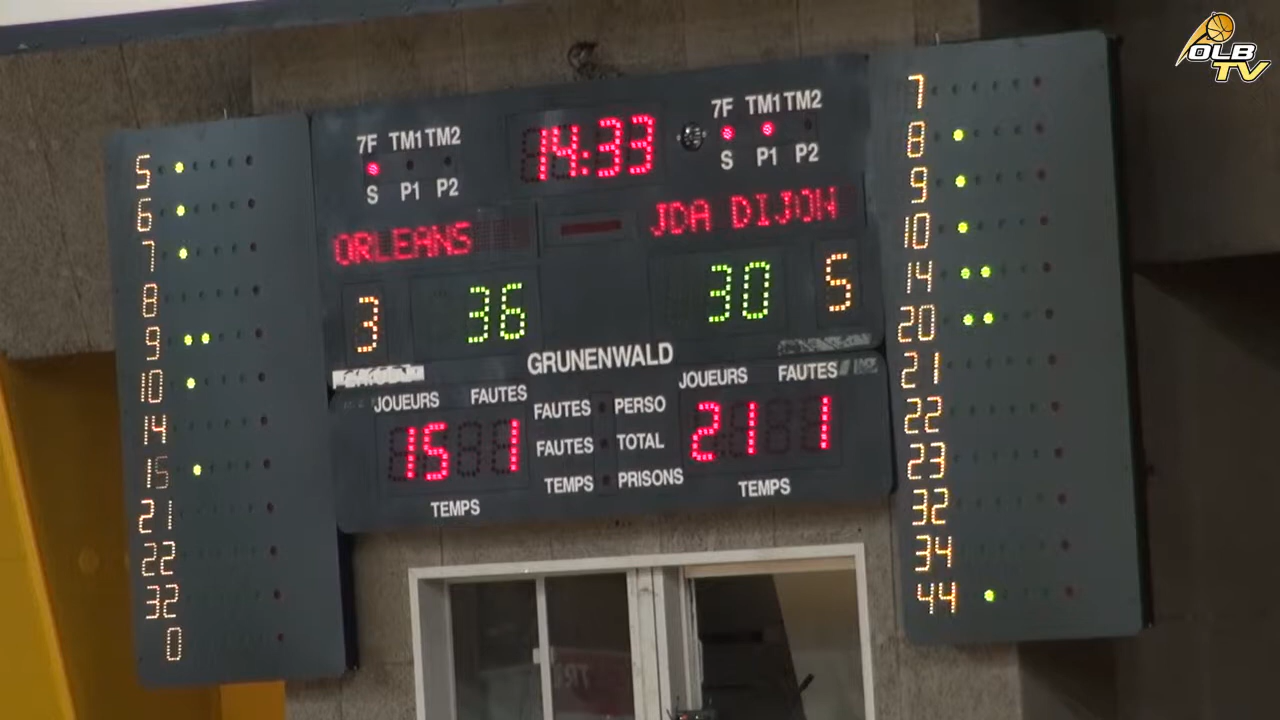 OLB
TV
7F TM1 TM2
14:33
7F TM1 TM2
S P1 P2
S P1 P2
ORLEANS
JDA DIJON
3 36
30 5
GRUNENWALD
JOUEURS FAUTES
JOUEURS FAUTES
FAUTES PERSO
15 1
21 1
FAUTES TOTAL
TEMPS PRISONS
TEMPS
TEMPS
5
6
7
8
9
10
14
15
21
22
32
0
7
8
9
10
14
20
21
22
23
32
34
44